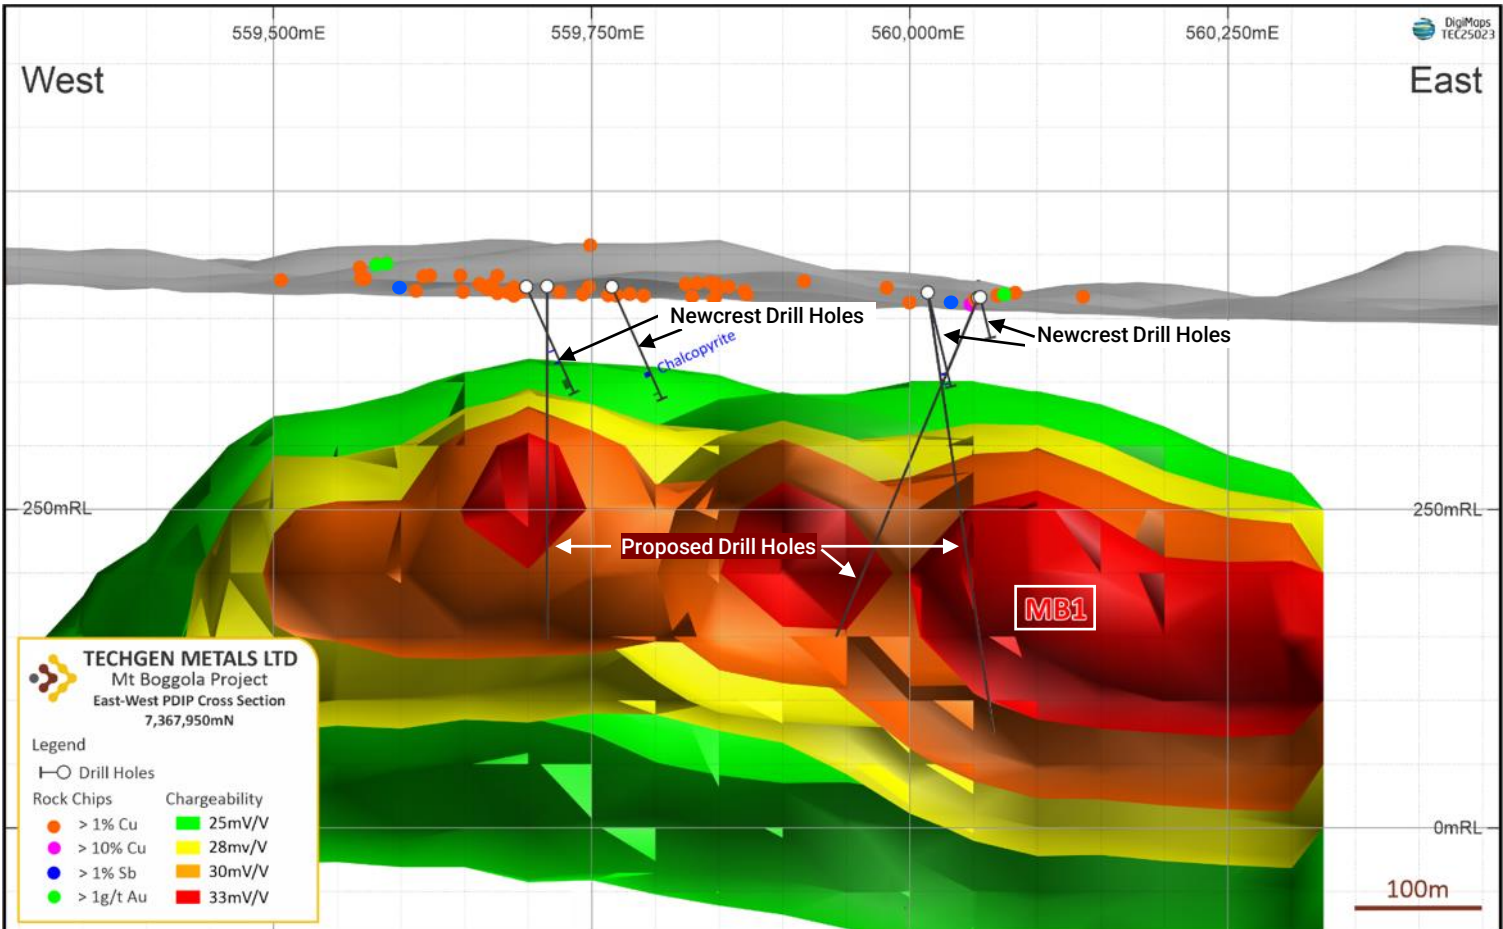 559,500mE
559,750mE
560,000mE
560,250mE
DigiMaps
TEC25023
West
East
Newcrest Drill Holes
Newcrest Drill Holes
Chalcopyrite
250mRL
250mRL
Proposed Drill Holes
MB1
TECHGEN METALS LTD
Mt Boggola Project
East-West PDIP Cross Section
7,367,950mN
Legend
Drill Holes
Rock Chips
> 1% Cu
> 10% Cu
> 1% Sb
> 1g/t Au
Chargeability
25mV/V
28mv/V
30mV/V
33mV/V
0mRL
100m